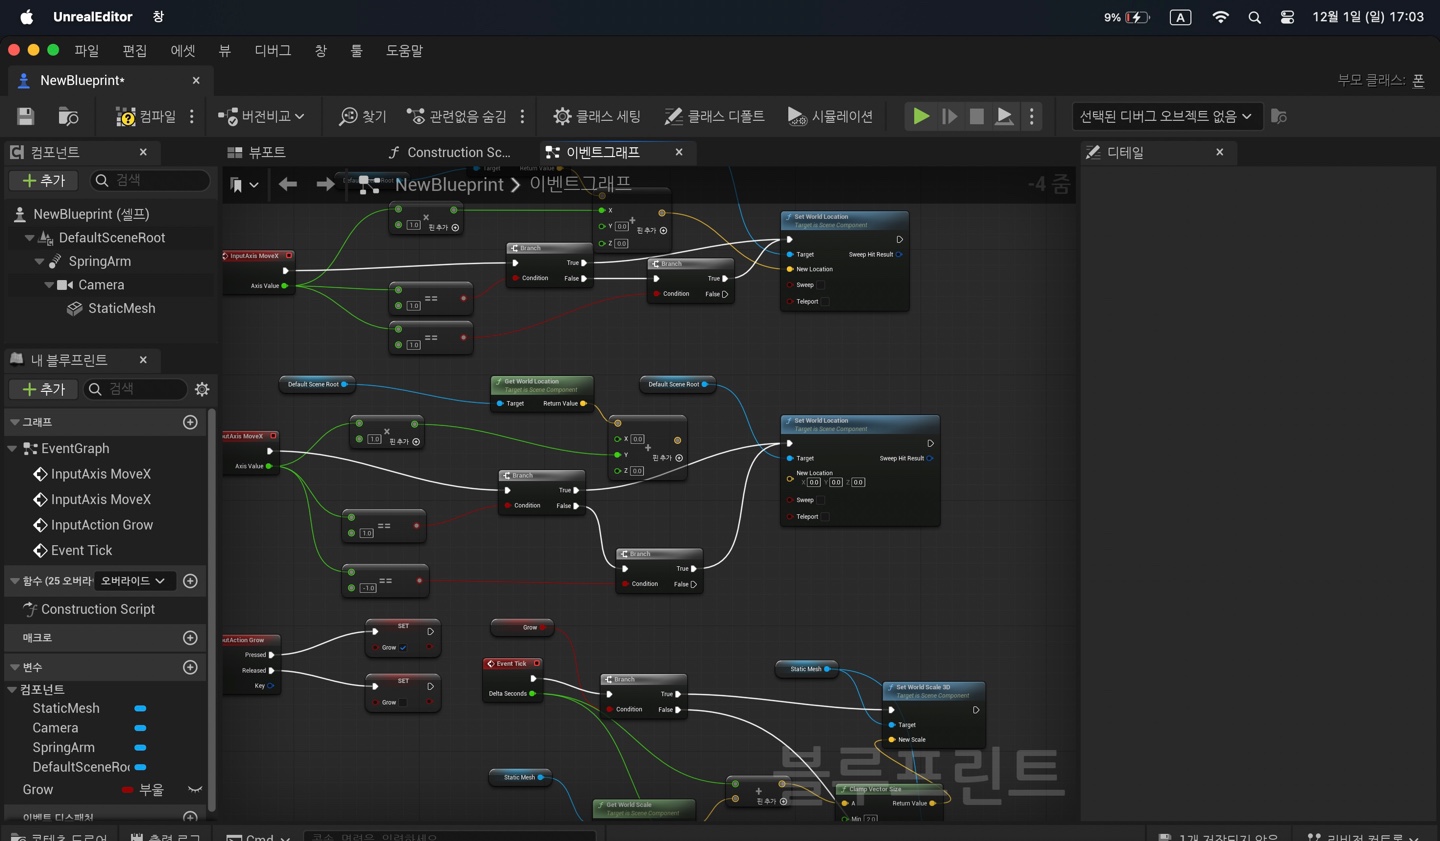 UnrealEditor 창
9% A 12월 1일 (일) 17:03
파일 편집 에셋 뷰 디버그 창 툴 도움말
NewBlueprint*
부모 클래스: 폰
컴파일 버전비교 찾기 관련없음 숨김 클래스 세팅 클래스 디폴트 시뮬레이션 선택된 디버그 오브젝트 없음
컴포넌트
추가 검색
NewBlueprint (셀프)
DefaultSceneRoot
SpringArm
Camera
StaticMesh
내 블루프린트
추가 검색
그래프
EventGraph
InputAxis MoveX
InputAxis MoveX
InputAction Grow
Event Tick
함수 (25 오버라 오버라이드
Construction Script
매크로
변수
컴포넌트
StaticMesh
Camera
SpringArm
DefaultSceneRo
Grow 부울
이벤트 디스패처
뷰포트 Construction Sc... 이벤트그래프
NewBlueprint 이벤트그래프
-4 줌
Target Return Value
1.0 핀 추가
X
Y 0.0 핀 추가
Z 0.0
InputAxis MoveX
Axis Value
Branch
True
Condition False
Branch
True
Condition False
==
1.0
==
1.0
Set World Location
Target is Scene Component
Target Sweep Hit Result
New Location
Sweep
Teleport
Default Scene Root
Get World Location
Target is Scene Component
Target Return Value
Default Scene Root
utAxis MoveX
Axis Value
1.0 핀 추가
X 0.0
Y 핀 추가
Z 0.0
Branch
True
Condition False
==
1.0
==
-1.0
Branch
True
Condition False
Set World Location
Target is Scene Component
Target Sweep Hit Result
New Location
X 0.0 Y 0.0 Z 0.0
Sweep
Teleport
utAction Grow
Pressed
Released
Key
SET
Grow
SET
Grow
Grow
Event Tick
Delta Seconds
Branch
True
Condition False
Static Mesh
Set World Scale 3D
Target is Scene Component
Target
New Scale
Static Mesh
Get World Scale
Target is Scene Component
핀 추가
Clamp Vector Size
A Return Value
Min 2.0
블루프린트
디테일
콘텐츠 드로어 출력 로그 Cmd 콘솔 명령을 입력하세요
1개 저장되지 않음 리비전 컨트롤